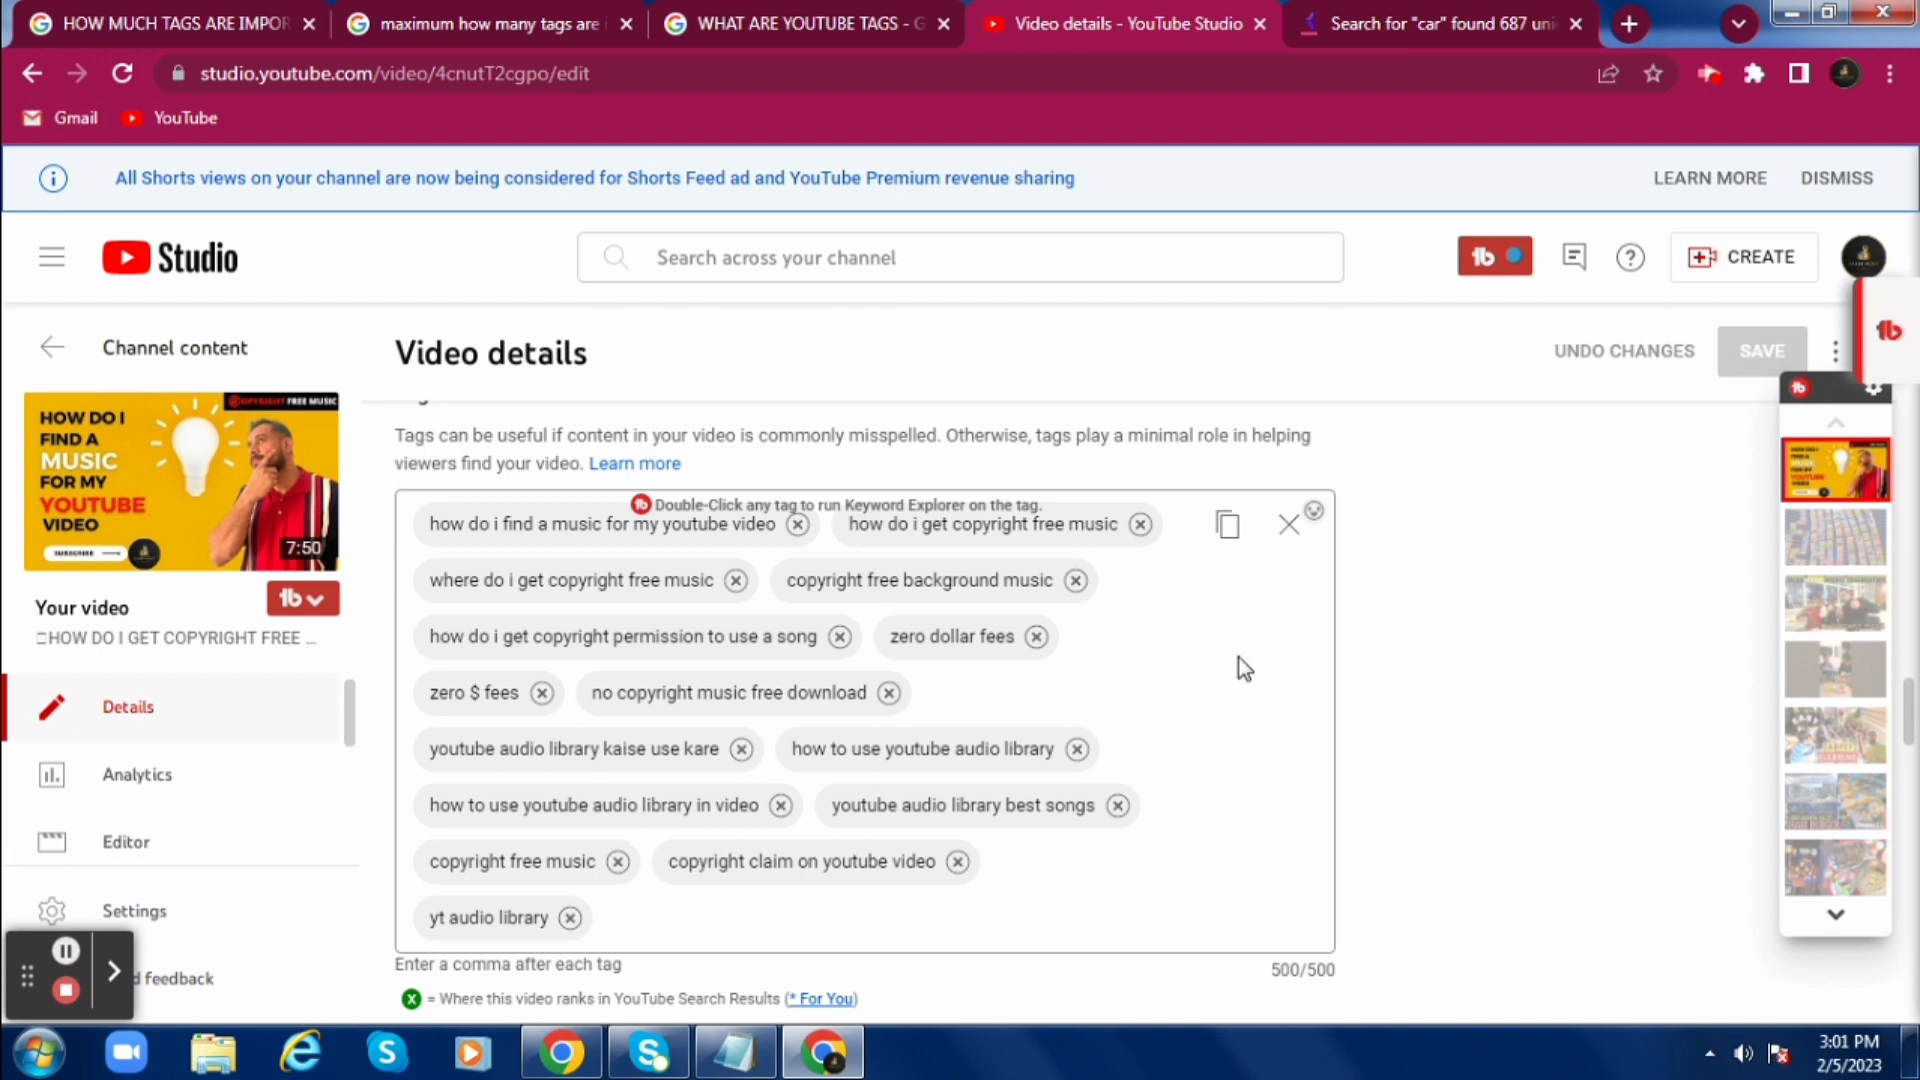 HOW MUCH TAGS ARE IMPOR
maximum how many tags are i
WHAT ARE YOUTUBE TAGS - G
Video details - YouTube Studio
Search for "car" found 687 uni
studio.youtube.com/video/4cnutT2cgpo/edit
Gmail
YouTube
All Shorts views on your channel are now being considered for Shorts Feed ad and YouTube Premium revenue sharing
LEARN MORE
DISMISS
Studio
Search across your channel
CREATE
Channel content
Video details
UNDO CHANGES
SAVE
COPYRIGHT FREE MUSIC
HOW DO I
FIND A
MUSIC
FOR MY
YOUTUBE
VIDEO
SUBSCRIBE
7:50
Your video
HOW DO I GET COPYRIGHT FREE ...
Details
Analytics
Editor
Settings
d feedback
Tags can be useful if content in your video is commonly misspelled. Otherwise, tags play a minimal role in helping
viewers find your video. Learn more
Double-Click any tag to run Keyword Explorer on the tag.
how do i find a music for my youtube video
how do i get copyright free music
where do i get copyright free music
copyright free background music
how do i get copyright permission to use a song
zero dollar fees
zero $ fees
no copyright music free download
youtube audio library kaise use kare
how to use youtube audio library
how to use youtube audio library in video
youtube audio library best songs
copyright free music
copyright claim on youtube video
yt audio library
Enter a comma after each tag
500/500
X = Where this video ranks in YouTube Search Results (* For You)
3:01 PM
2/5/2023